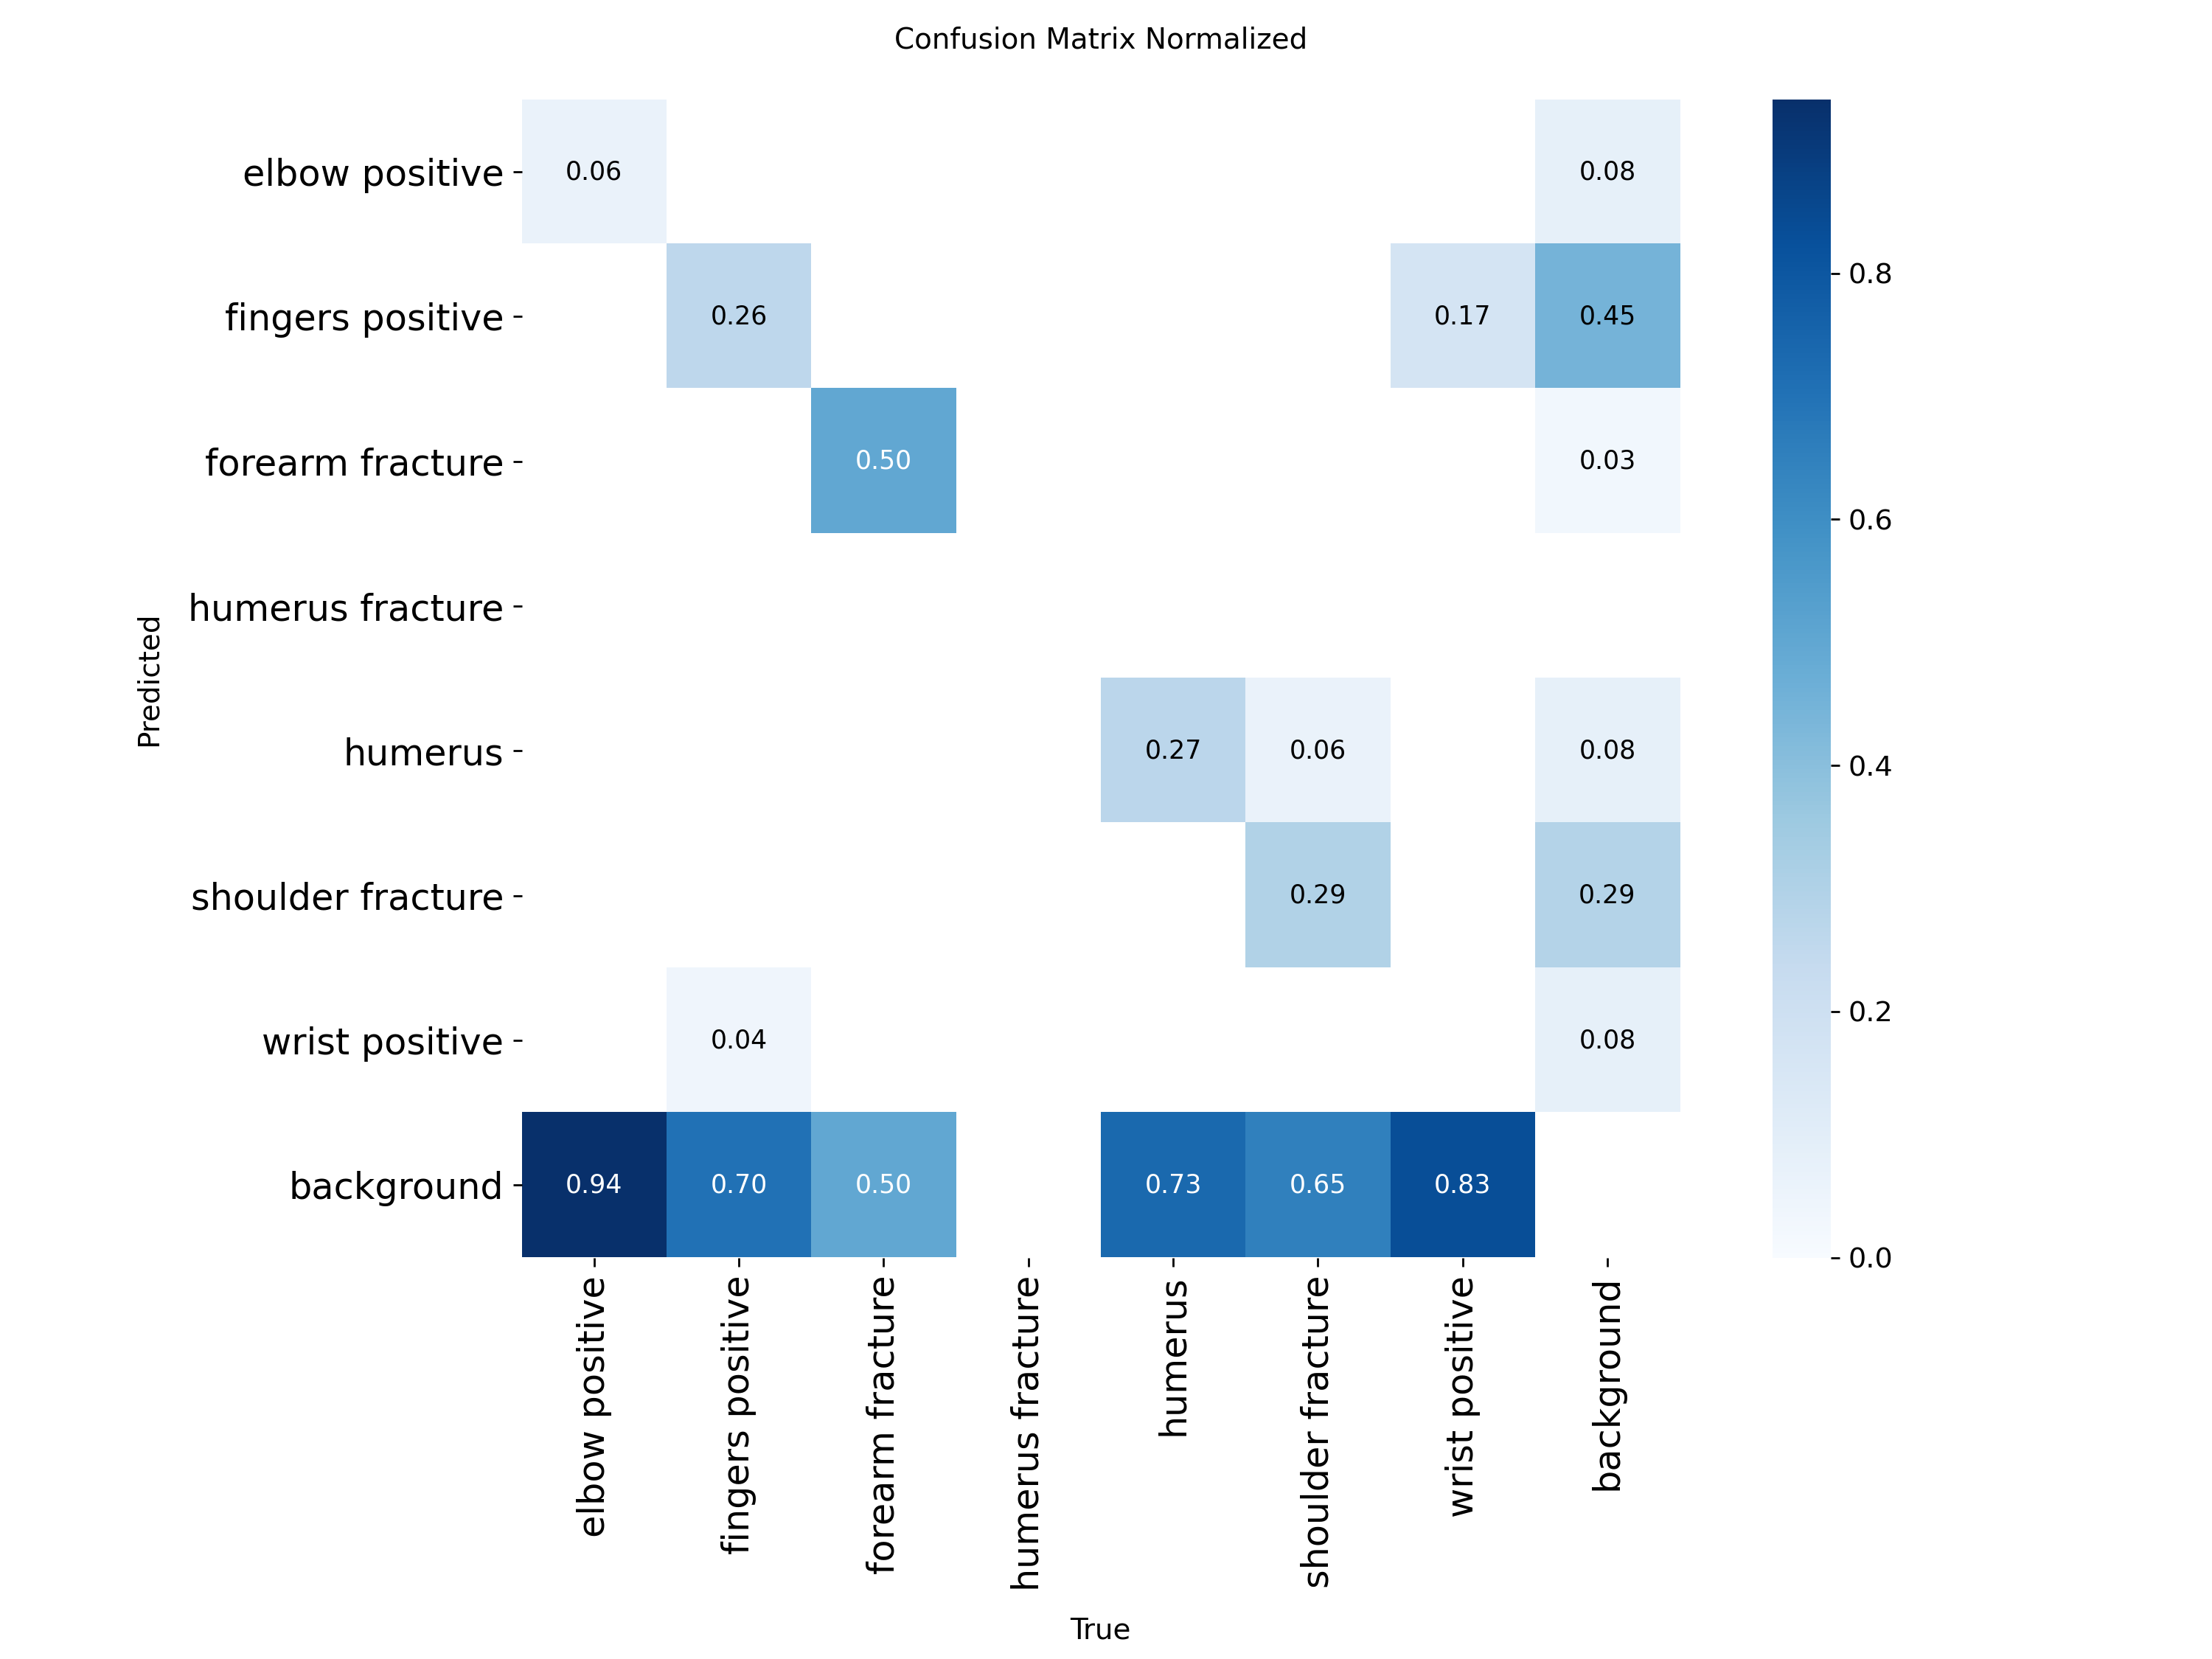 Confusion Matrix Normalized
elbow positive
0.06
0.08
fingers positive
0.26
0.17
0.45
0.8
forearm fracture
0.50
0.03
0.6
humerus fracture
Predicted
humerus
0.27
0.06
0.08
0.4
shoulder fracture
0.29
0.29
wrist positive
0.04
0.08
0.2
background
0.94
0.70
0.50
0.73
0.65
0.83
0.0
elbow positive
fingers positive
forearm fracture
humerus fracture
humerus
shoulder fracture
wrist positive
background
True